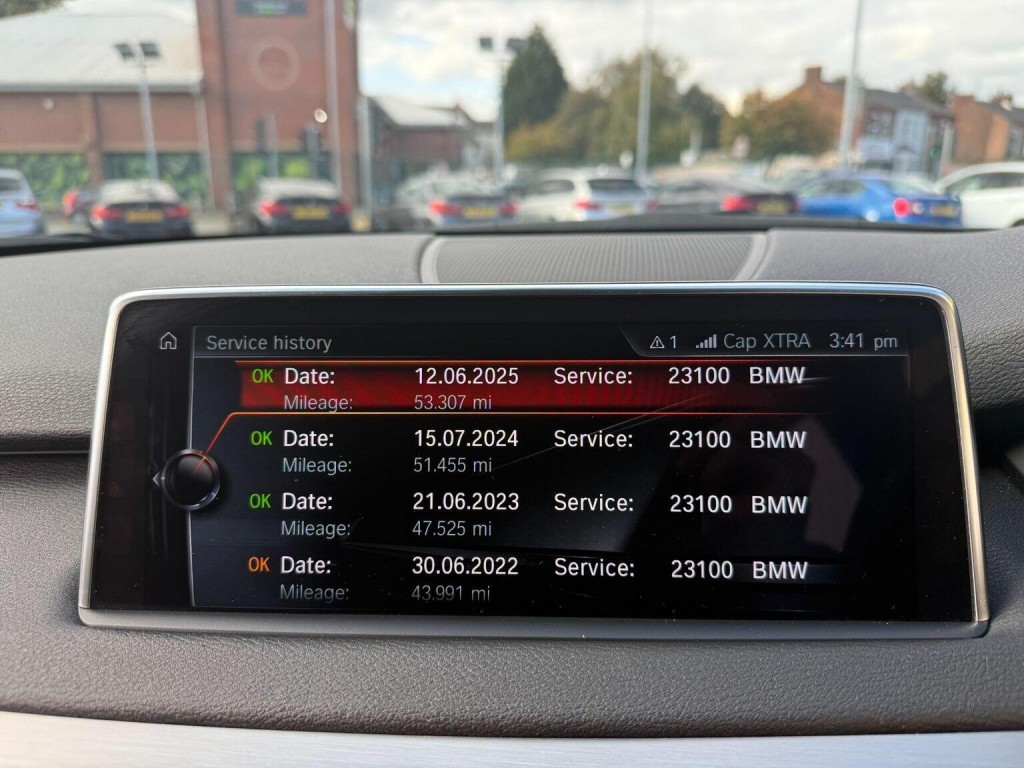 Service history 1 Cap XTRA 3:41 pm
OK Date: 12.06.2025 Service: 23100 BMW
Mileage: 53.307 mi
OK Date: 15.07.2024 Service: 23100 BMW
Mileage: 51.455 mi
OK Date: 21.06.2023 Service: 23100 BMW
Mileage: 47.525 mi
OK Date: 30.06.2022 Service: 23100 BMW
Mileage: 43.991 mi